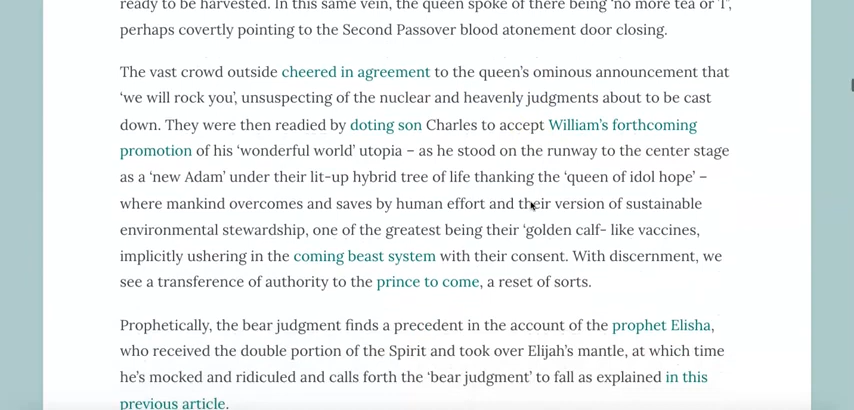 ready to be harvested. In this same vein, the queen spoke of there being ‘no more tea or T’,
perhaps covertly pointing to the Second Passover blood atonement door closing.
The vast crowd outside cheered in agreement to the queen’s ominous announcement that
‘we will rock you’, unsuspecting of the nuclear and heavenly judgments about to be cast
down. They were then readied by doting son Charles to accept William’s forthcoming
promotion of his ‘wonderful world’ utopia – as he stood on the runway to the center stage
as a ‘new Adam’ under their lit-up hybrid tree of life thanking the ‘queen of idol hope’ –
where mankind overcomes and saves by human effort and their version of sustainable
environmental stewardship, one of the greatest being their ‘golden calf- like vaccines,
implicitly ushering in the coming beast system with their consent. With discernment, we
see a transference of authority to the prince to come, a reset of sorts.
Prophetically, the bear judgment finds a precedent in the account of the prophet Elisha,
who received the double portion of the Spirit and took over Elijah’s mantle, at which time
he’s mocked and ridiculed and calls forth the ‘bear judgment’ to fall as explained in this
previous article.